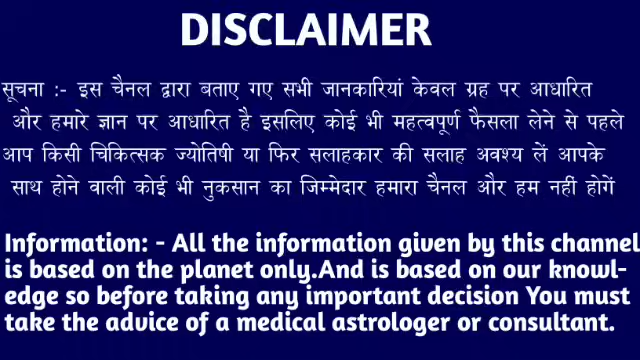 DISCLAIMER
सूचना :- इस चैनल द्वारा बताए गए सभी जानकारियां केवल ग्रह पर आधारित
और हमारे ज्ञान पर आधारित है इसलिए कोई भी महत्वपूर्ण फैसला लेने से पहले
आप किसी चिकित्सक ज्योतिषी या फिर सलाहकार की सलाह अवश्य लें आपके
साथ होने वाली कोई भी नुकसान का जिम्मेदार हमारा चैनल और हम नहीं होगें
Information: - All the information given by this channel
is based on the planet only.And is based on our knowl-
edge so before taking any important decision You must
take the advice of a medical astrologer or consultant.